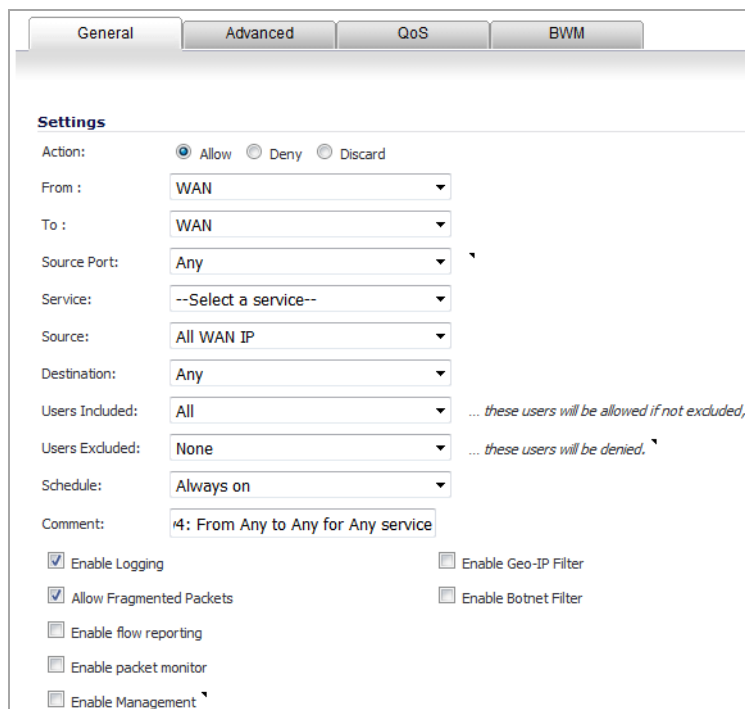 General Advanced QoS BWM
Settings
Action: Allow Deny Discard
From : WAN
To : WAN
Source Port: Any
Service: --Select a service--
Source: All WAN IP
Destination: Any
Users Included: All ... these users will be allowed if not excluded,
Users Excluded: None ... these users will be denied.
Schedule: Always on
Comment: 4: From Any to Any for Any service
Enable Logging Enable Geo-IP Filter
Allow Fragmented Packets Enable Botnet Filter
Enable flow reporting
Enable packet monitor
Enable Management